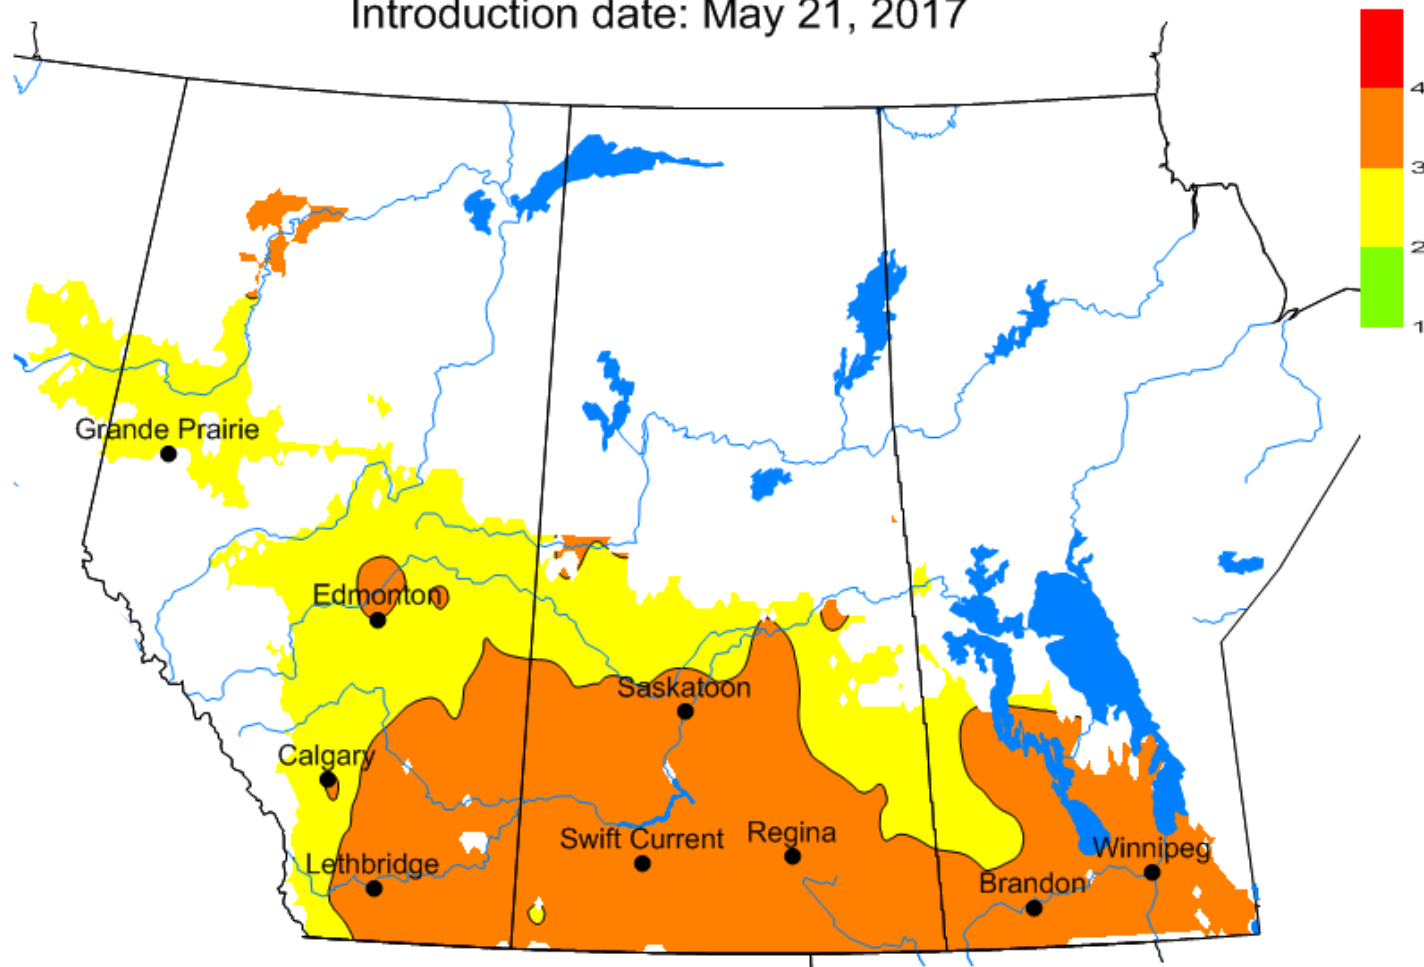 Introduction date: May 21, 2017
4
3
2
1
Grande Prairie
Edmonton
Saskatoon
Calgary
Swift Current
Regina
Winnipeg
Lethbridge
Brandon